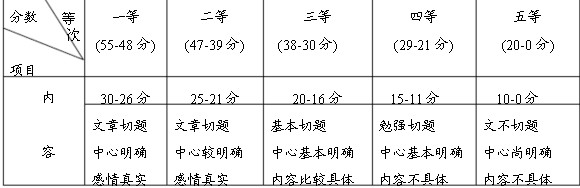 分数 等次 一等 二等 三等 四等 五等
(55-48 分) (47-39 分) (38-30 分) (29-21 分) (20-0 分)
项目
内 30-26 分 25-21 分 20-16 分 15-11 分 10-0 分
文章切题 文章切题 基本切题 勉强切题 文不切题
容 中心明确 中心较明确 中心基本明确 中心基本明确 中心尚明确
感情真实 感情真实 内容比较具体 内容不具体 内容不具体